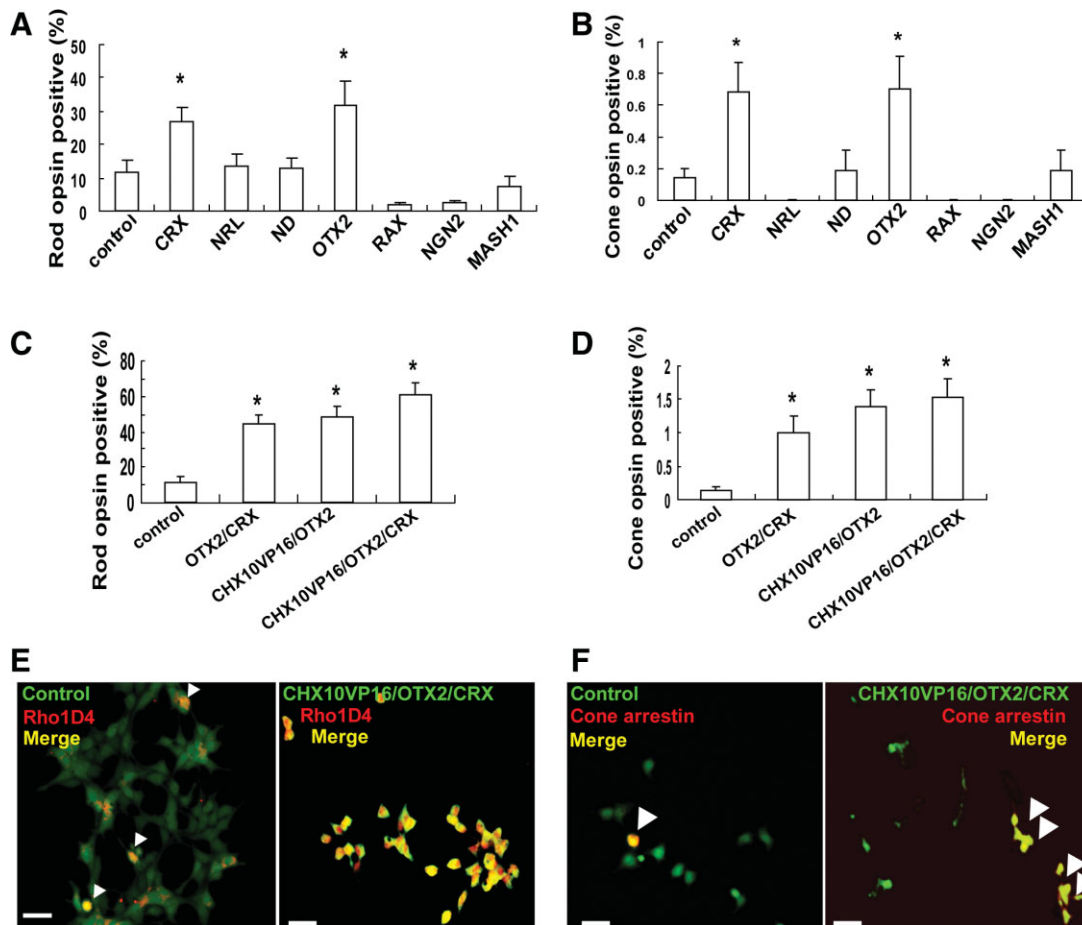 A
Rod opsin positive (%)
50
40
30
20
10
0
*
*
control
CRX
NRL
ND
OTX2
RAX
NGN2
MASH1
B
Cone opsin positive (%)
1
0.8
0.6
0.4
0.2
0
*
*
control
CRX
NRL
ND
OTX2
RAX
NGN2
MASH1
C
Rod opsin positive (%)
80
60
40
20
0
*
*
*
control
OTX2/CRX
CHX10VP16/OTX2
CHX10VP16/OTX2/CRX
D
Cone opsin positive (%)
2
1.5
1
0.5
0
*
*
*
control
OTX2/CRX
CHX10VP16/OTX2
CHX10VP16/OTX2/CRX
E
Control
Rho1D4
Merge
CHX10VP16/OTX2/CRX
Rho1D4
Merge
F
Control
Cone arrestin
Merge
CHX10VP16/OTX2/CRX
Cone arrestin
Merge